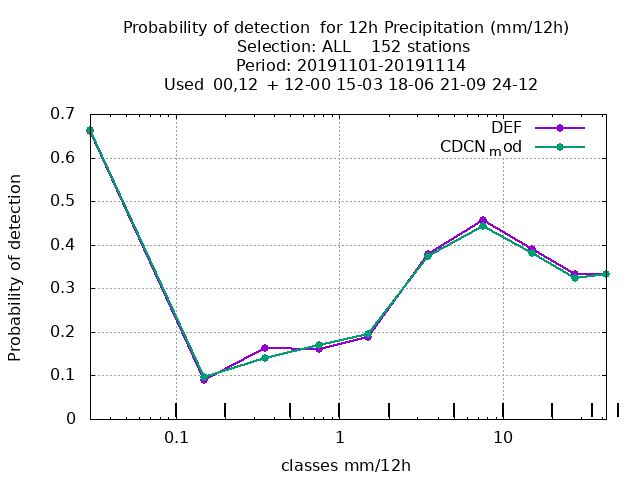 Probability of detection  for 12h Precipitation (mm/12h)
Selection: ALL    152 stations
Period: 20191101-20191114
Used  00,12  + 12-00 15-03 18-06 21-09 24-12
DEF
CDCNmod
Probability of detection
0.7
0.6
0.5
0.4
0.3
0.2
0.1
0
0.1
1
10
classes mm/12h